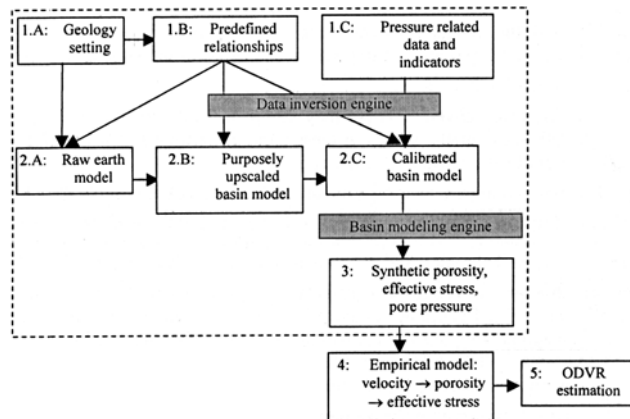 1.A: Geology
setting
1.B: Predefined
relationships
1.C: Pressure related
data and
indicators
Data inversion engine
2.A: Raw earth
model
2.B: Purposely
upscaled
basin model
2.C: Calibrated
basin model
Basin modeling engine
3: Synthetic porosity,
effective stress,
pore pressure
4: Empirical model:
velocity → porosity
→ effective stress
5: ODVR
estimation